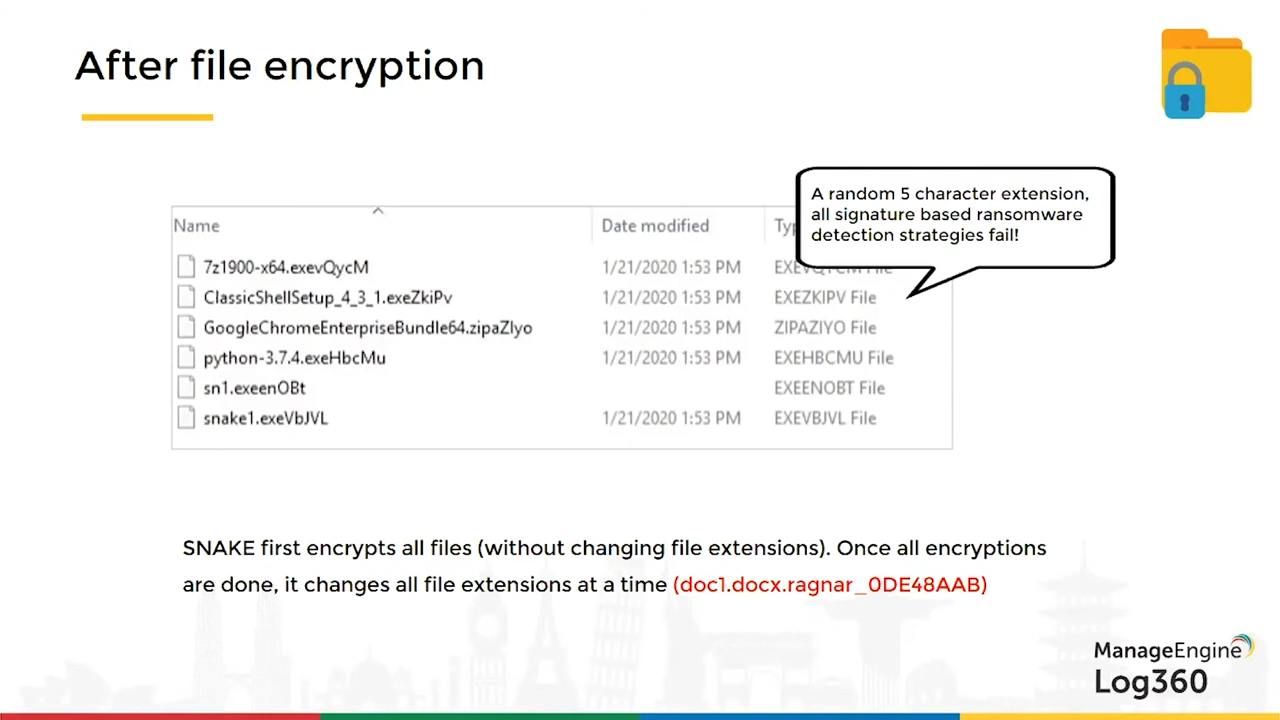 After file encryption
A random 5 character extension,
all signature based ransomware
detection strategies fail!
Name Date modified
7z1900-x64.exevQycM 1/21/2020 1:53 PM EXEVQYCM File
ClassicShellSetup_4_3_1.exeZkiPv 1/21/2020 1:53 PM EXEZKIPV File
GoogleChromeEnterpriseBundle64.zipaZIyo 1/21/2020 1:53 PM ZIPAZIYO File
python-3.7.4.exeHbcMu 1/21/2020 1:53 PM EXEHBCMU File
sn1.exeenOBt EXEENOBT File
snake1.exeVbJVL 1/21/2020 1:53 PM EXEVBJVL File
SNAKE first encrypts all files (without changing file extensions). Once all encryptions
are done, it changes all file extensions at a time (doc1.docx.ragnar_0DE48AAB)
ManageEngine
Log360